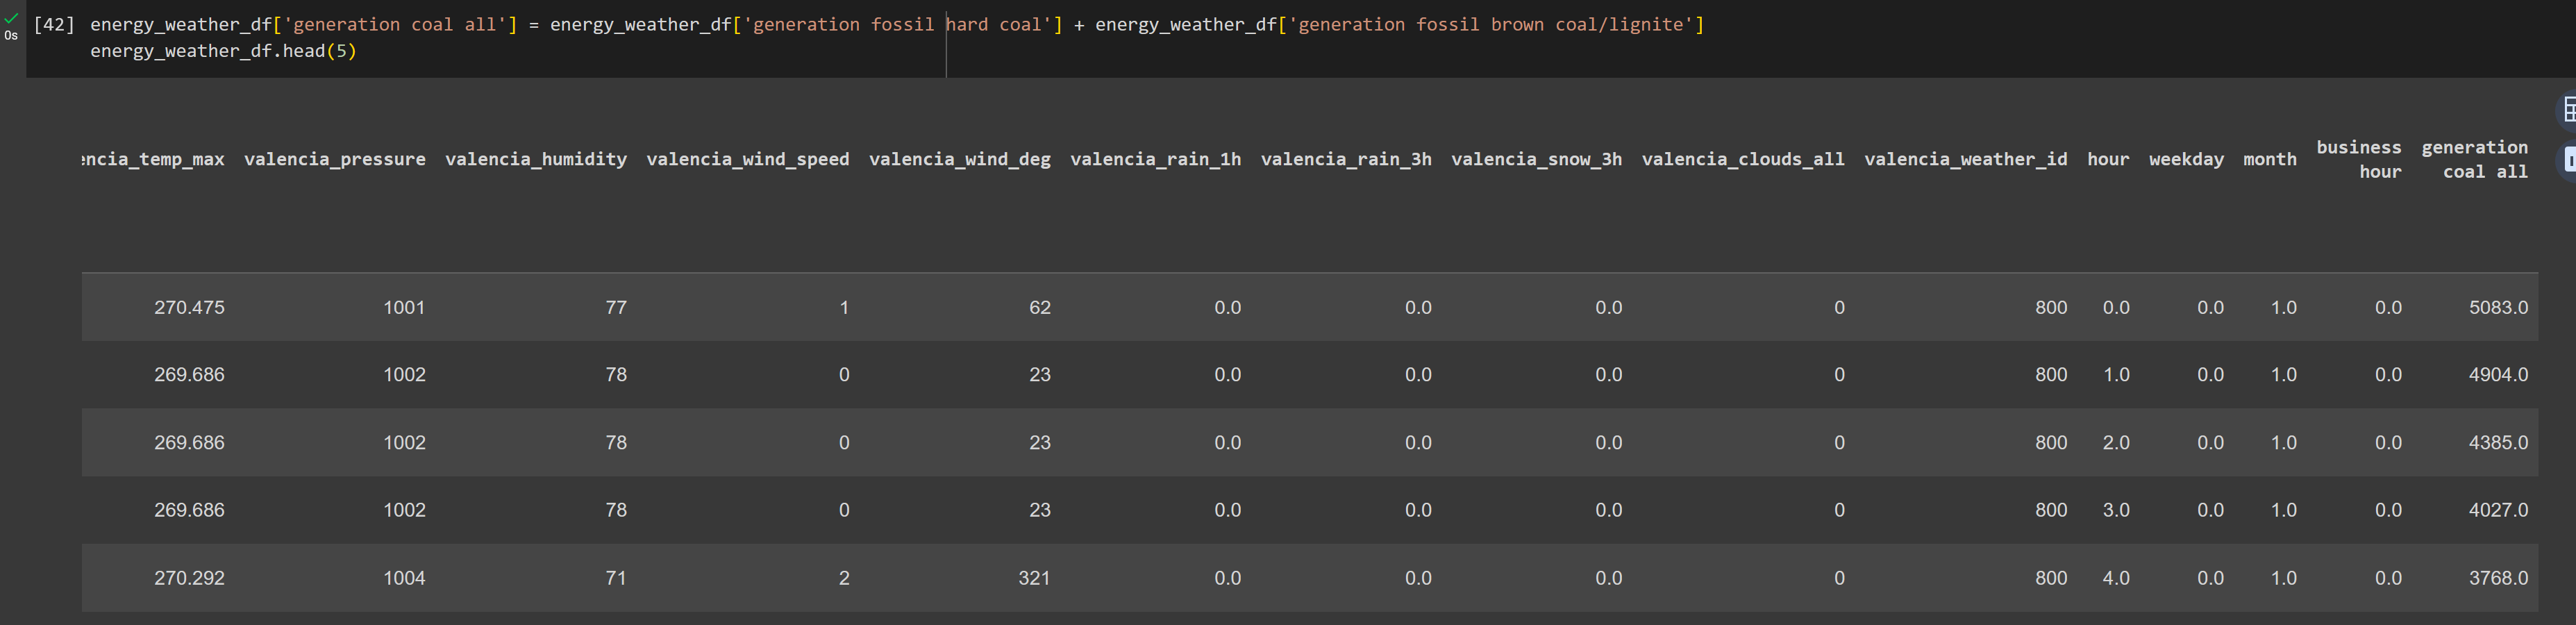 [42] energy_weather_df['generation coal all'] = energy_weather_df['generation fossil hard coal'] + energy_weather_df['generation fossil brown coal/lignite']
0s
energy_weather_df.head(5)
encia_temp_max valencia_pressure valencia_humidity valencia_wind_speed valencia_wind_deg valencia_rain_1h valencia_rain_3h valencia_snow_3h valencia_clouds_all valencia_weather_id hour weekday month business hour generation coal all
270.475 1001 77 1 62 0.0 0.0 0.0 0 800 0.0 0.0 1.0 0.0 5083.0
269.686 1002 78 0 23 0.0 0.0 0.0 0 800 1.0 0.0 1.0 0.0 4904.0
269.686 1002 78 0 23 0.0 0.0 0.0 0 800 2.0 0.0 1.0 0.0 4385.0
269.686 1002 78 0 23 0.0 0.0 0.0 0 800 3.0 0.0 1.0 0.0 4027.0
270.292 1004 71 2 321 0.0 0.0 0.0 0 800 4.0 0.0 1.0 0.0 3768.0